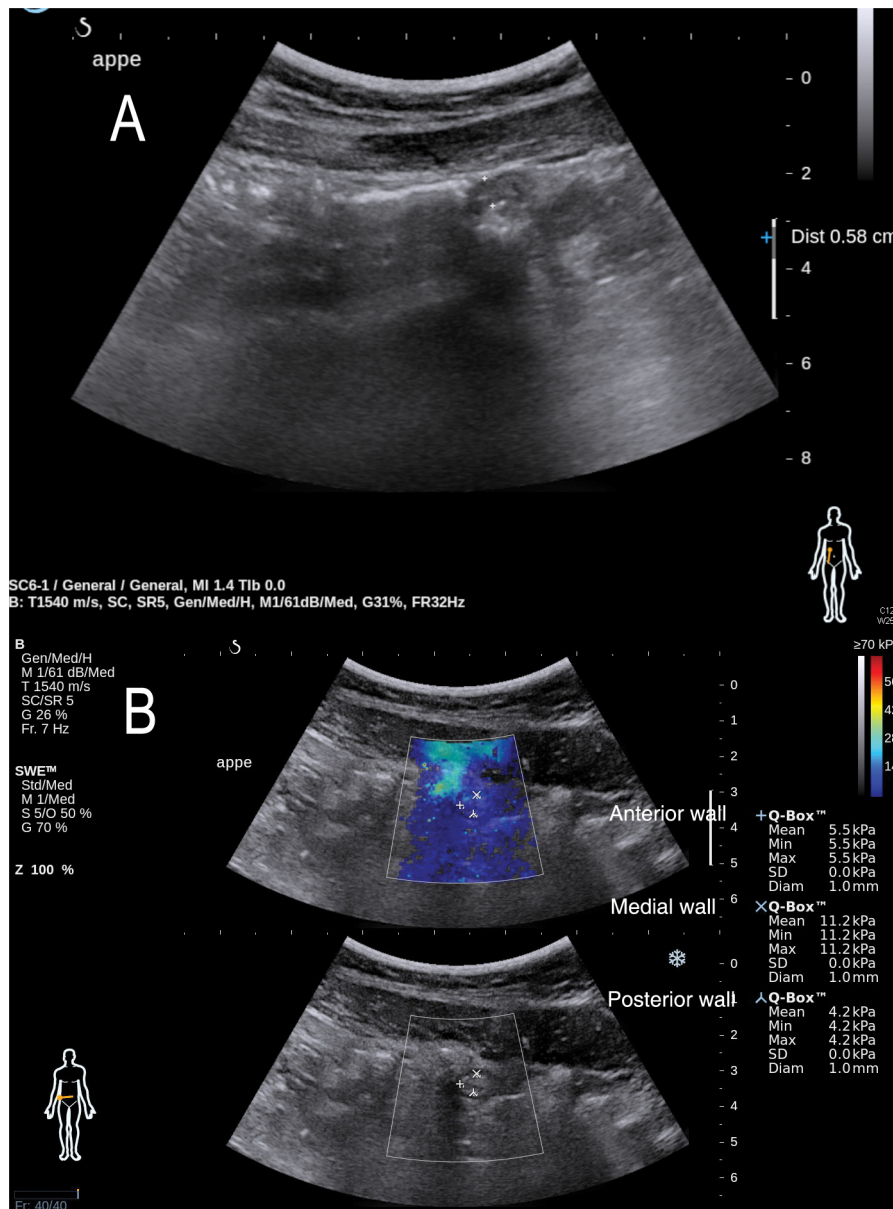 appe
A
0
2
Dist 0.58 cm
4
6
8
SC6-1 / General / General, MI 1.4 TIb 0.0
B: T1540 m/s, SC, SR5, Gen/Med/H, M1/61dB/Med, G31%, FR32Hz
C12
B
Gen/Med/H
M 1/61 dB/Med
T 1540 m/s
SC/SR 5
G 26 %
Fr. 7 Hz
B
appe
SWE™
Std/Med
M 1/Med
S 5/O 50 %
G 70 %
Z 100 %
≥70 kP
56
42
28
14
0
1
2
3
4
5
6
Anterior wall
Q-Box™
Mean 5.5 kPa
Min 5.5 kPa
Max 5.5 kPa
SD 0.0 kPa
Diam 1.0 mm
Medial wall
Q-Box™
Mean 11.2 kPa
Min 11.2 kPa
Max 11.2 kPa
SD 0.0 kPa
Diam 1.0 mm
Posterior wall
Q-Box™
Mean 4.2 kPa
Min 4.2 kPa
Max 4.2 kPa
SD 0.0 kPa
Diam 1.0 mm
0
2
3
4
5
6
Fr: 40/40